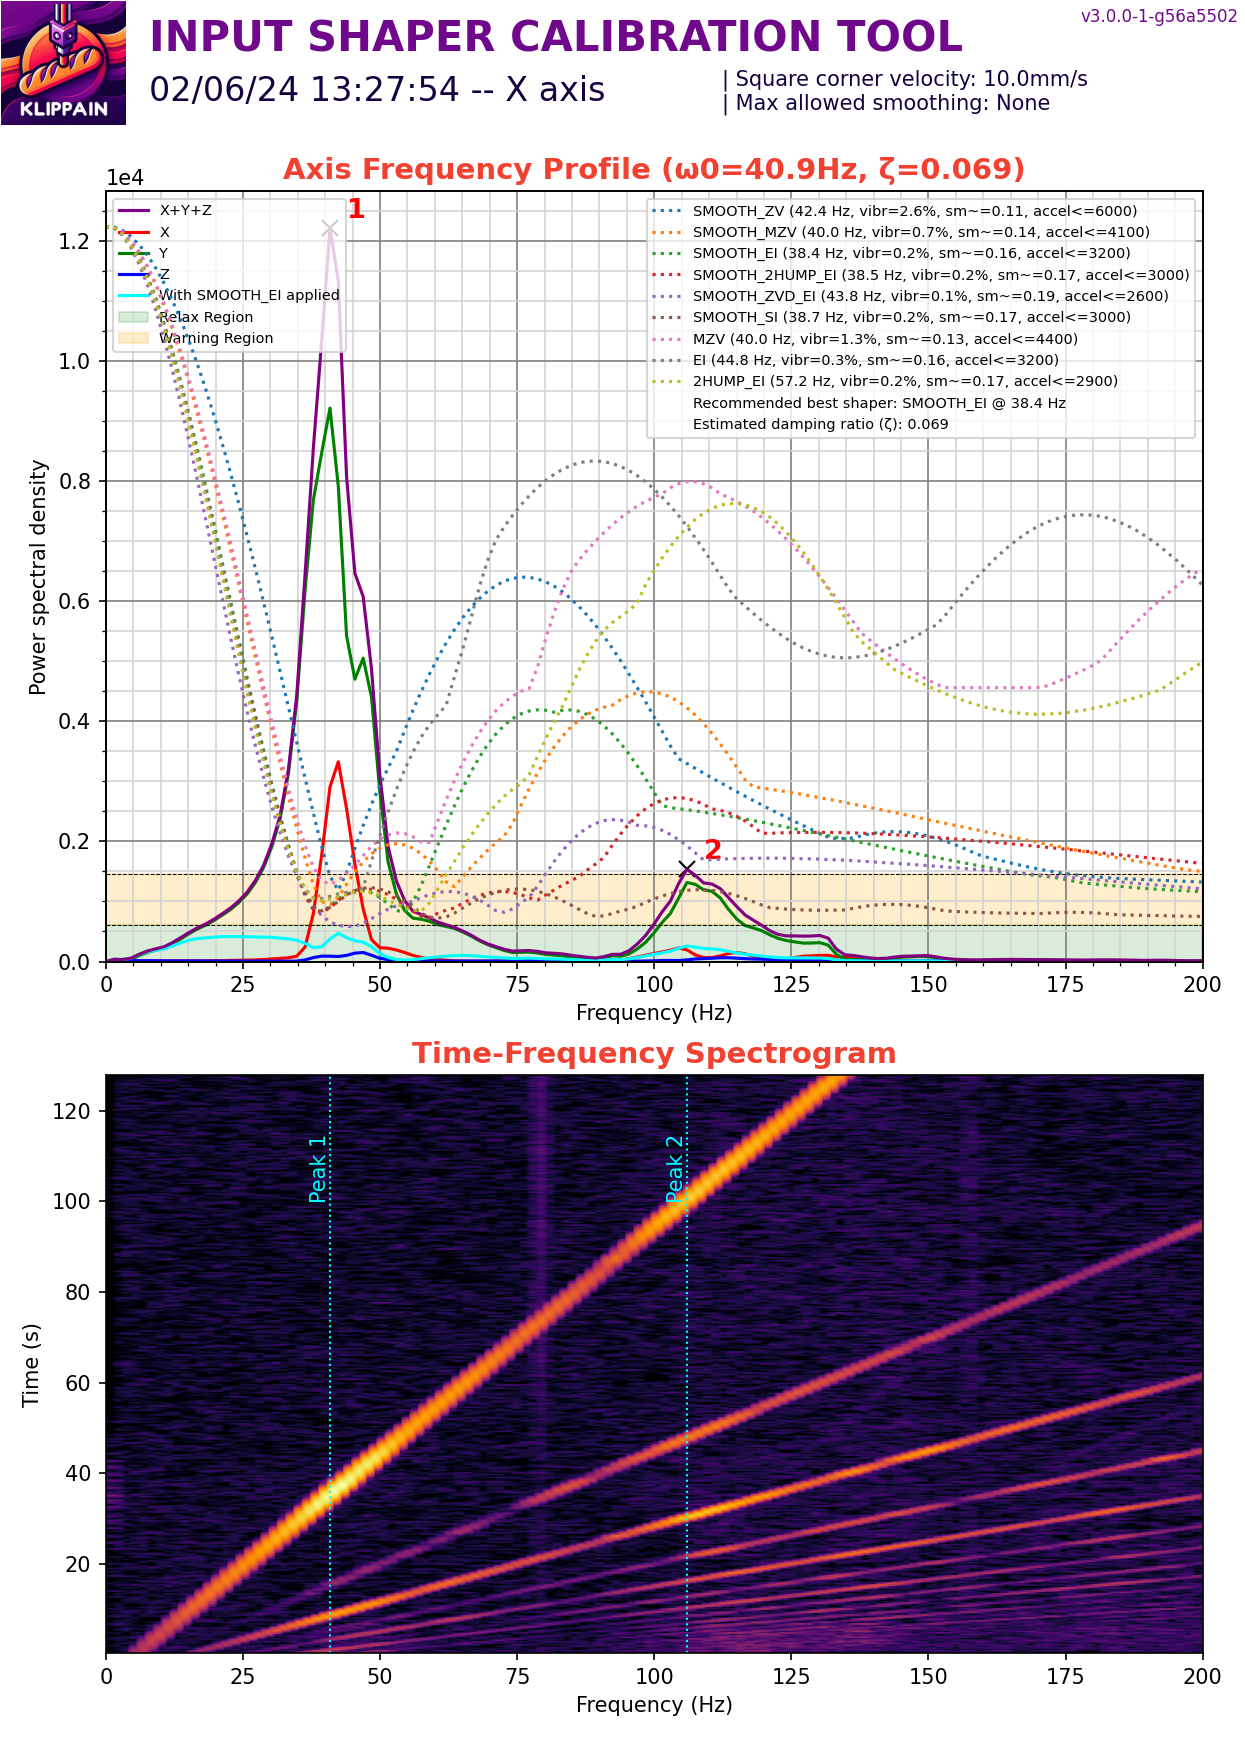 KLIPPAIN
INPUT SHAPER CALIBRATION TOOL
v3.0.0-1-g56a5502
02/06/24 13:27:54 -- X axis
| Square corner velocity: 10.0mm/s
| Max allowed smoothing: None
Axis Frequency Profile (ω0=40.9Hz, ζ=0.069)
1e4
X+Y+Z
X
Y
Z
With SMOOTH_EI applied
Relax Region
Warning Region
1
SMOOTH_ZV (42.4 Hz, vibr=2.6%, sm~=0.11, accel<=6000)
SMOOTH_MZV (40.0 Hz, vibr=0.7%, sm~=0.14, accel<=4100)
SMOOTH_EI (38.4 Hz, vibr=0.2%, sm~=0.16, accel<=3200)
SMOOTH_2HUMP_EI (38.5 Hz, vibr=0.2%, sm~=0.17, accel<=3000)
SMOOTH_ZVD_EI (43.8 Hz, vibr=0.1%, sm~=0.19, accel<=2600)
SMOOTH_SI (38.7 Hz, vibr=0.2%, sm~=0.17, accel<=3000)
MZV (40.0 Hz, vibr=1.3%, sm~=0.13, accel<=4400)
EI (44.8 Hz, vibr=0.3%, sm~=0.16, accel<=3200)
2HUMP_EI (57.2 Hz, vibr=0.2%, sm~=0.17, accel<=2900)
Recommended best shaper: SMOOTH_EI @ 38.4 Hz
Estimated damping ratio (ζ): 0.069
2
Power spectral density
1.2
1.0
0.8
0.6
0.4
0.2
0.0
0 25 50 75 100 125 150 175 200
Frequency (Hz)
Time-Frequency Spectrogram
Time (s)
120
100
80
60
40
20
Peak 1
Peak 2
0 25 50 75 100 125 150 175 200
Frequency (Hz)